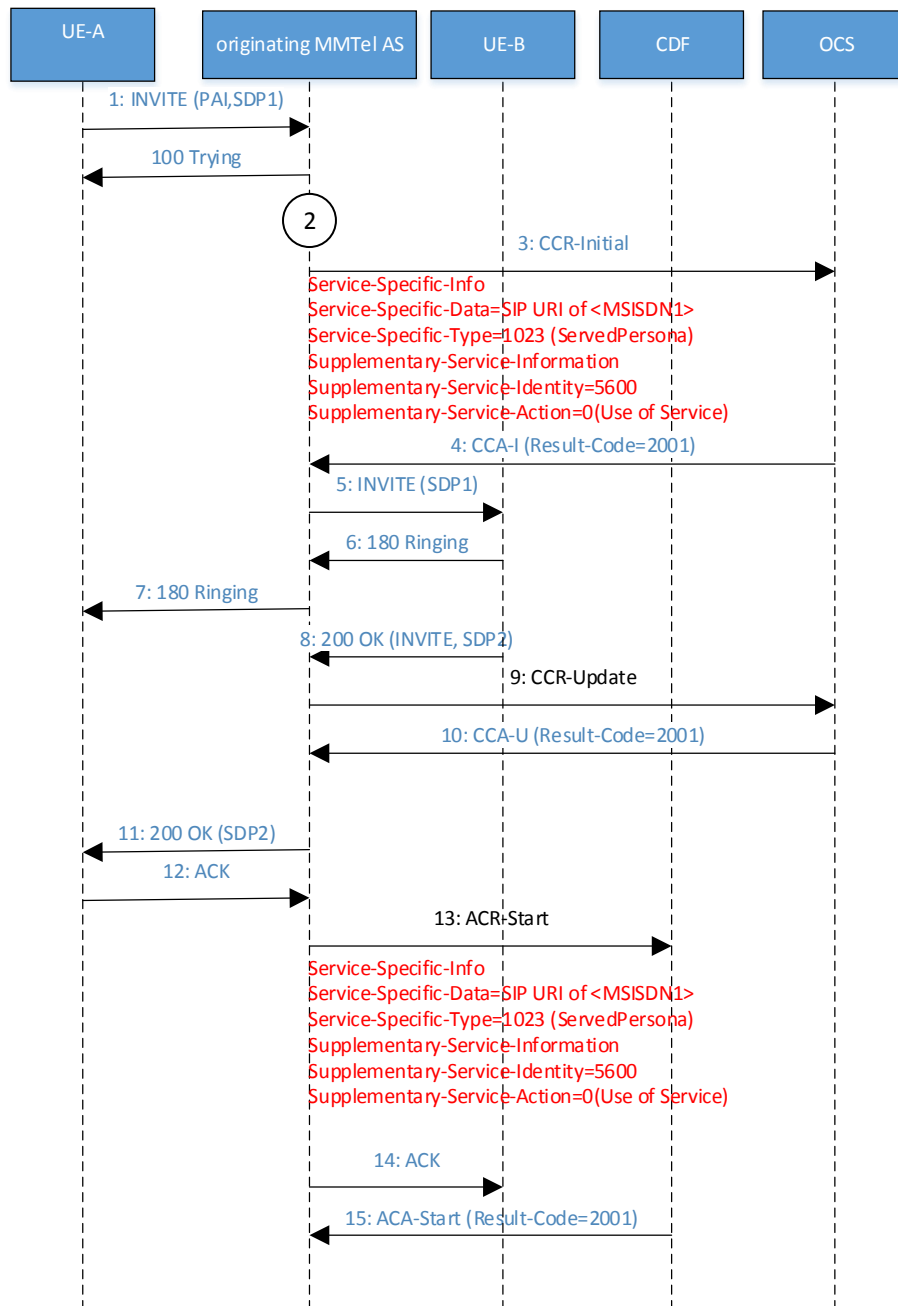 UE-A
originating MMTel AS
UE-B
CDF
OCS
1: INVITE (PAI,SDP1)
100 Trying
2
3: CCR-Initial
Service-Specific-Info
Service-Specific-Data=SIP URI of <MSISDN1>
Service-Specific-Type=1023 (ServedPersona)
Supplementary-Service-Information
Supplementary-Service-Identity=5600
Supplementary-Service-Action=0(Use of Service)
4: CCA-I (Result-Code=2001)
5: INVITE (SDP1)
6: 180 Ringing
7: 180 Ringing
8: 200 OK (INVITE, SDP2)
9: CCR-Update
10: CCA-U (Result-Code=2001)
11: 200 OK (SDP2)
12: ACK
13: ACR-Start
Service-Specific-Info
Service-Specific-Data=SIP URI of <MSISDN1>
Service-Specific-Type=1023 (ServedPersona)
Supplementary-Service-Information
Supplementary-Service-Identity=5600
Supplementary-Service-Action=0(Use of Service)
14: ACK
15: ACA-Start (Result-Code=2001)